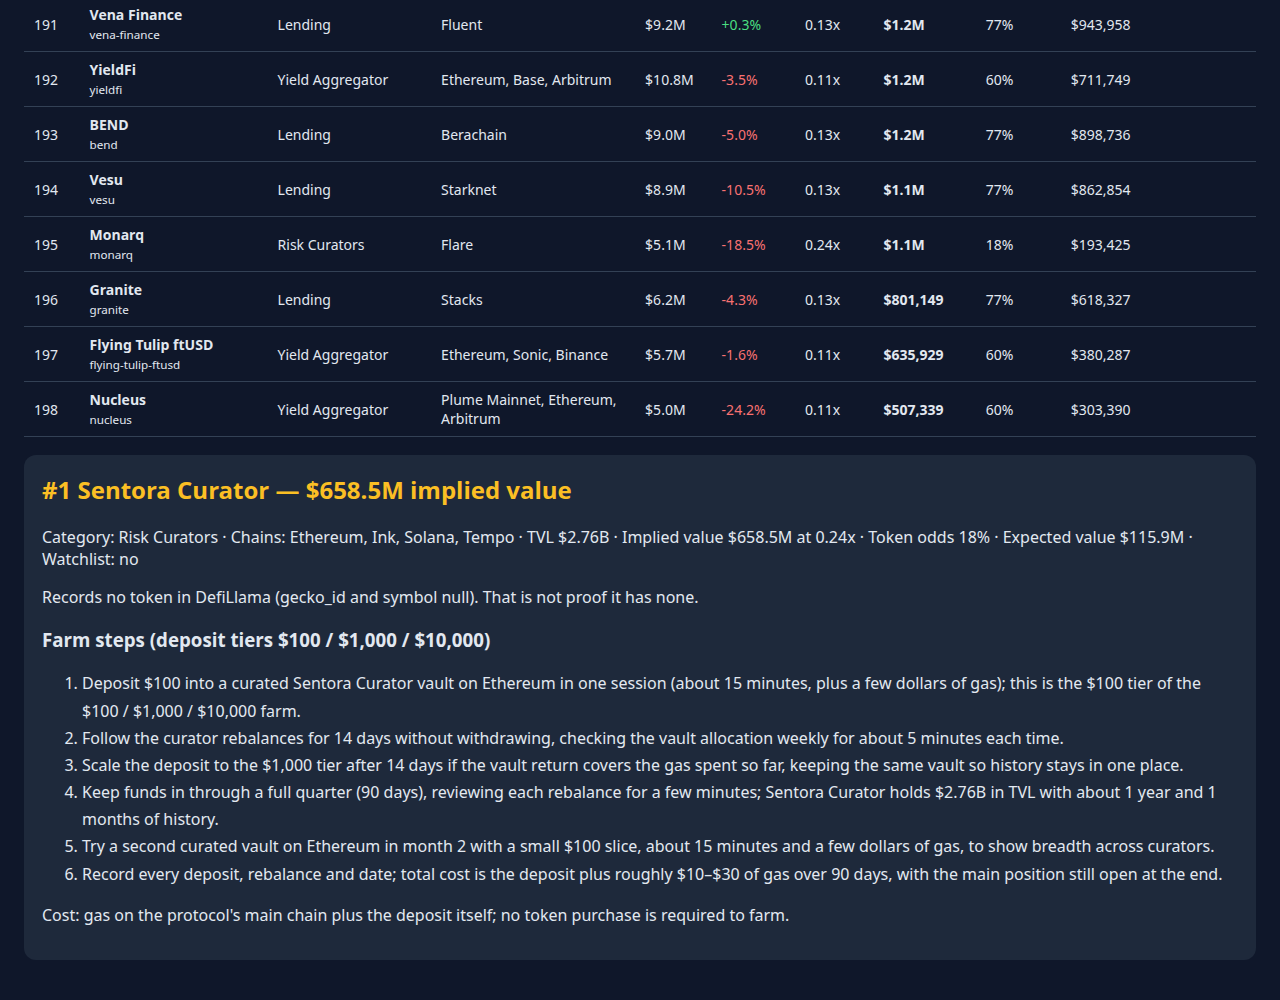 191 Vena Finance Lending Fluent $9.2M +0.3% 0.13x $1.2M 77% $943,958
vena-finance
192 YieldFi Yield Aggregator Ethereum, Base, Arbitrum $10.8M -3.5% 0.11x $1.2M 60% $711,749
yieldfi
193 BEND Lending Berachain $9.0M -5.0% 0.13x $1.2M 77% $898,736
bend
194 Vesu Lending Starknet $8.9M -10.5% 0.13x $1.1M 77% $862,854
vesu
195 Monarq Risk Curators Flare $5.1M -18.5% 0.24x $1.1M 18% $193,425
monarq
196 Granite Lending Stacks $6.2M -4.3% 0.13x $801,149 77% $618,327
granite
197 Flying Tulip ftUSD Yield Aggregator Ethereum, Sonic, Binance $5.7M -1.6% 0.11x $635,929 60% $380,287
flying-tulip-ftusd
198 Nucleus Yield Aggregator Plume Mainnet, Ethereum, $5.0M -24.2% 0.11x $507,339 60% $303,390
nucleus Arbitrum
#1 Sentora Curator — $658.5M implied value
Category: Risk Curators · Chains: Ethereum, Ink, Solana, Tempo · TVL $2.76B · Implied value $658.5M at 0.24x · Token odds 18% · Expected value $115.9M ·
Watchlist: no
Records no token in DefiLlama (gecko_id and symbol null). That is not proof it has none.
Farm steps (deposit tiers $100 / $1,000 / $10,000)
1. Deposit $100 into a curated Sentora Curator vault on Ethereum in one session (about 15 minutes, plus a few dollars of gas); this is the $100 tier of the
$100 / $1,000 / $10,000 farm.
2. Follow the curator rebalances for 14 days without withdrawing, checking the vault allocation weekly for about 5 minutes each time.
3. Scale the deposit to the $1,000 tier after 14 days if the vault return covers the gas spent so far, keeping the same vault so history stays in one place.
4. Keep funds in through a full quarter (90 days), reviewing each rebalance for a few minutes; Sentora Curator holds $2.76B in TVL with about 1 year and 1
months of history.
5. Try a second curated vault on Ethereum in month 2 with a small $100 slice, about 15 minutes and a few dollars of gas, to show breadth across curators.
6. Record every deposit, rebalance and date; total cost is the deposit plus roughly $10–$30 of gas over 90 days, with the main position still open at the end.
Cost: gas on the protocol's main chain plus the deposit itself; no token purchase is required to farm.